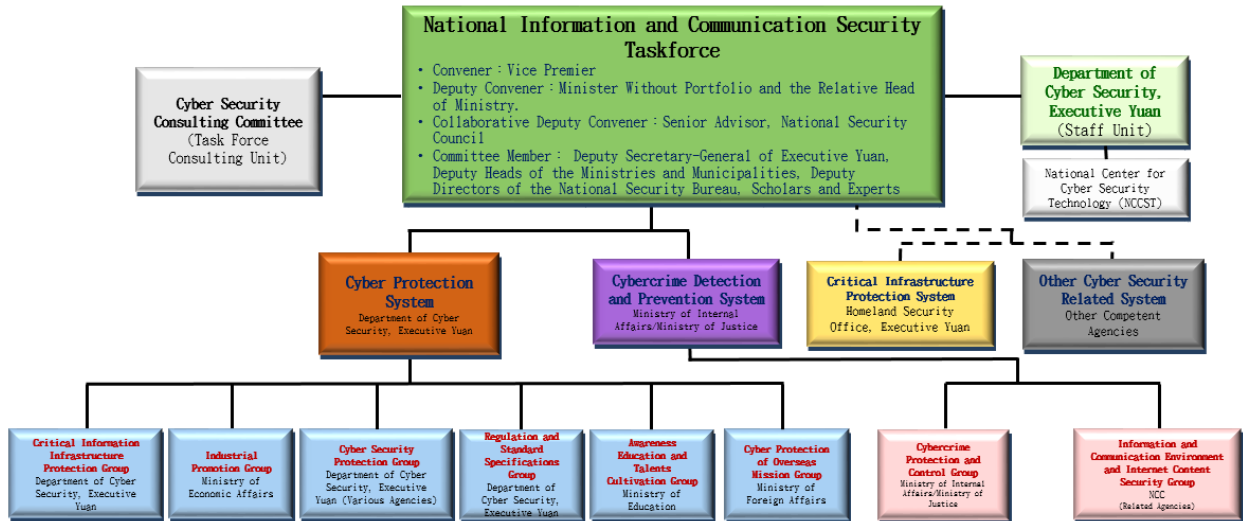 National Information and Communication Security
Taskforce
• Convener：Vice Premier
• Deputy Convener：Minister Without Portfolio and the Relative Head
of Ministry.
• Collaborative Deputy Convener：Senior Advisor, National Security
Council
• Committee Member： Deputy Secretary-General of Executive Yuan,
Deputy Heads of the Ministries and Municipalities, Deputy
Directors of the National Security Bureau, Scholars and Experts
Cyber Security
Consulting Committee
(Task Force
Consulting Unit)
Department of
Cyber Security,
Executive Yuan
(Staff Unit)
National Center for
Cyber Security
Technology (NCCST)
Cyber Protection
System
Department of Cyber
Security, Executive Yuan
Cybercrime Detection
and Prevention System
Ministry of Internal
Affairs/Ministry of Justice
Critical Infrastructure
Protection System
Homeland Security
Office, Executive Yuan
Other Cyber Security
Related System
Other Competent
Agencies
Critical Information
Infrastructure
Protection Group
Department of Cyber
Security, Executive
Yuan
Industrial
Promotion Group
Ministry of
Economic Affairs
Cyber Security
Protection Group
Department of Cyber
Security, Executive
Yuan (Various Agencies)
Regulation and
Standard
Specifications
Group
Department of
Cyber Security,
Executive Yuan
Awareness
Education and
Talents
Cultivation Group
Ministry of
Education
Cyber Protection
of Overseas
Mission Group
Ministry of
Foreign Affairs
Cybercrime
Protection and
Control Group
Ministry of Internal
Affairs/Ministry of
Justice
Information and
Communication Environment
and Internet Content
Security Group
NCC
(Related Agencies)